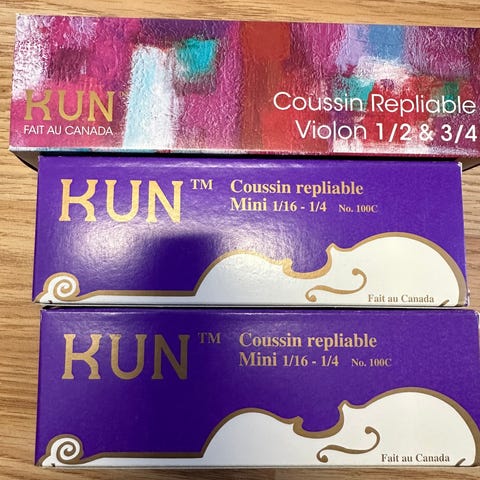 KUN
FAIT AU CANADA
Coussin Repliable
Violon 1/2 & 3/4
KUN™
Coussin repliable
Mini 1/16 - 1/4 No. 100C
Fait au Canada
KUN™
Coussin repliable
Mini 1/16 - 1/4 No. 100C
Fait au Canada